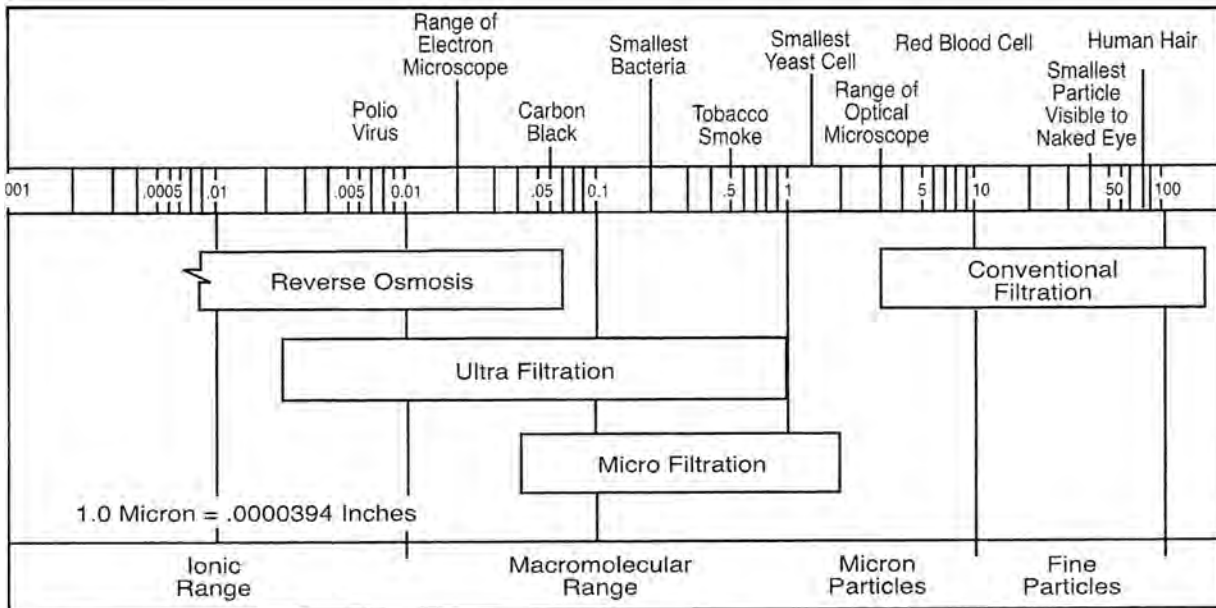 Range of
Electron
Microscope
Smallest
Bacteria
Smallest
Yeast Cell
Red Blood Cell
Human Hair
Polio
Virus
Carbon
Black
Tobacco
Smoke
Range of
Optical
Microscope
Smallest
Particle
Visible to
Naked Eye
.001 .0005 .01 .005 0.01 .05 0.1 .5 1 5 10 50 100
Reverse Osmosis
Conventional
Filtration
Ultra Filtration
Micro Filtration
1.0 Micron = .0000394 Inches
Ionic
Range
Macromolecular
Range
Micron
Particles
Fine
Particles